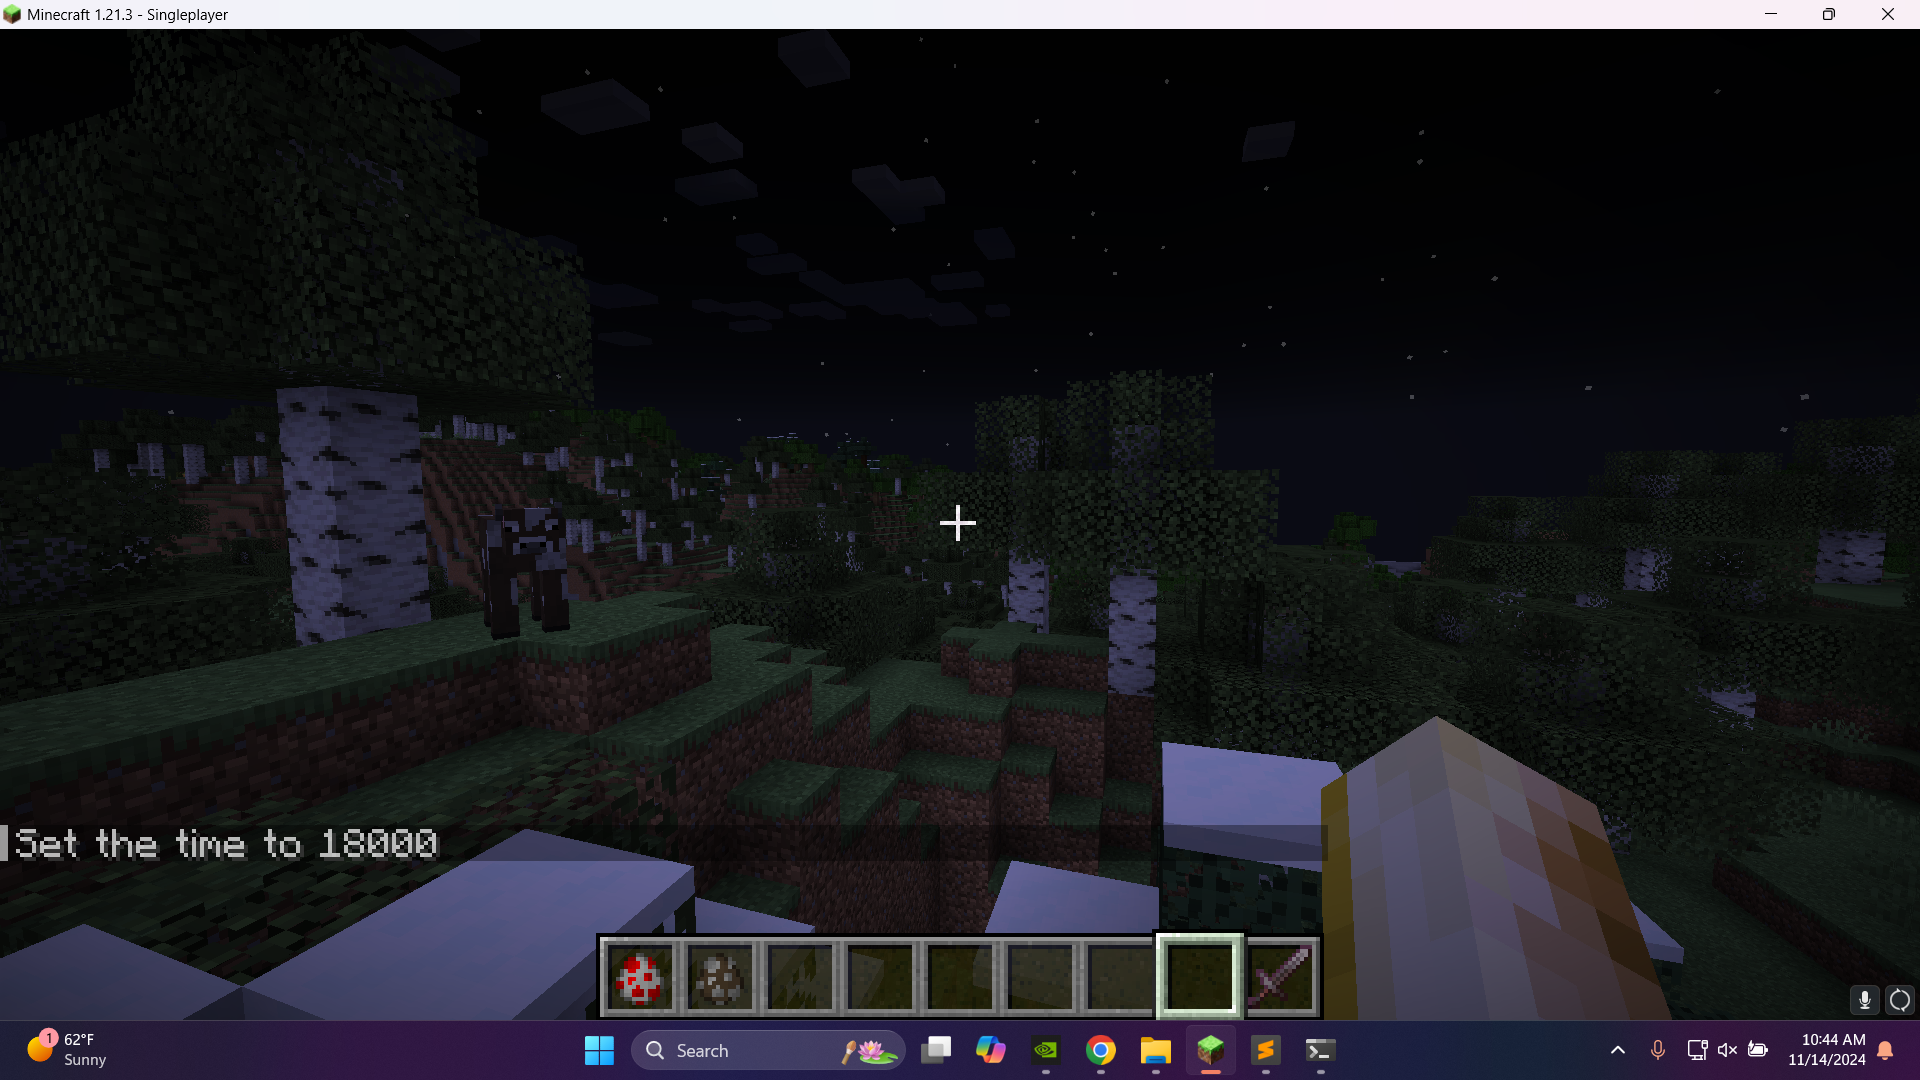 Minecraft 1.21.3 - Singleplayer
Set the time to 18000
1
62°F
Sunny
Search
10:44 AM
11/14/2024